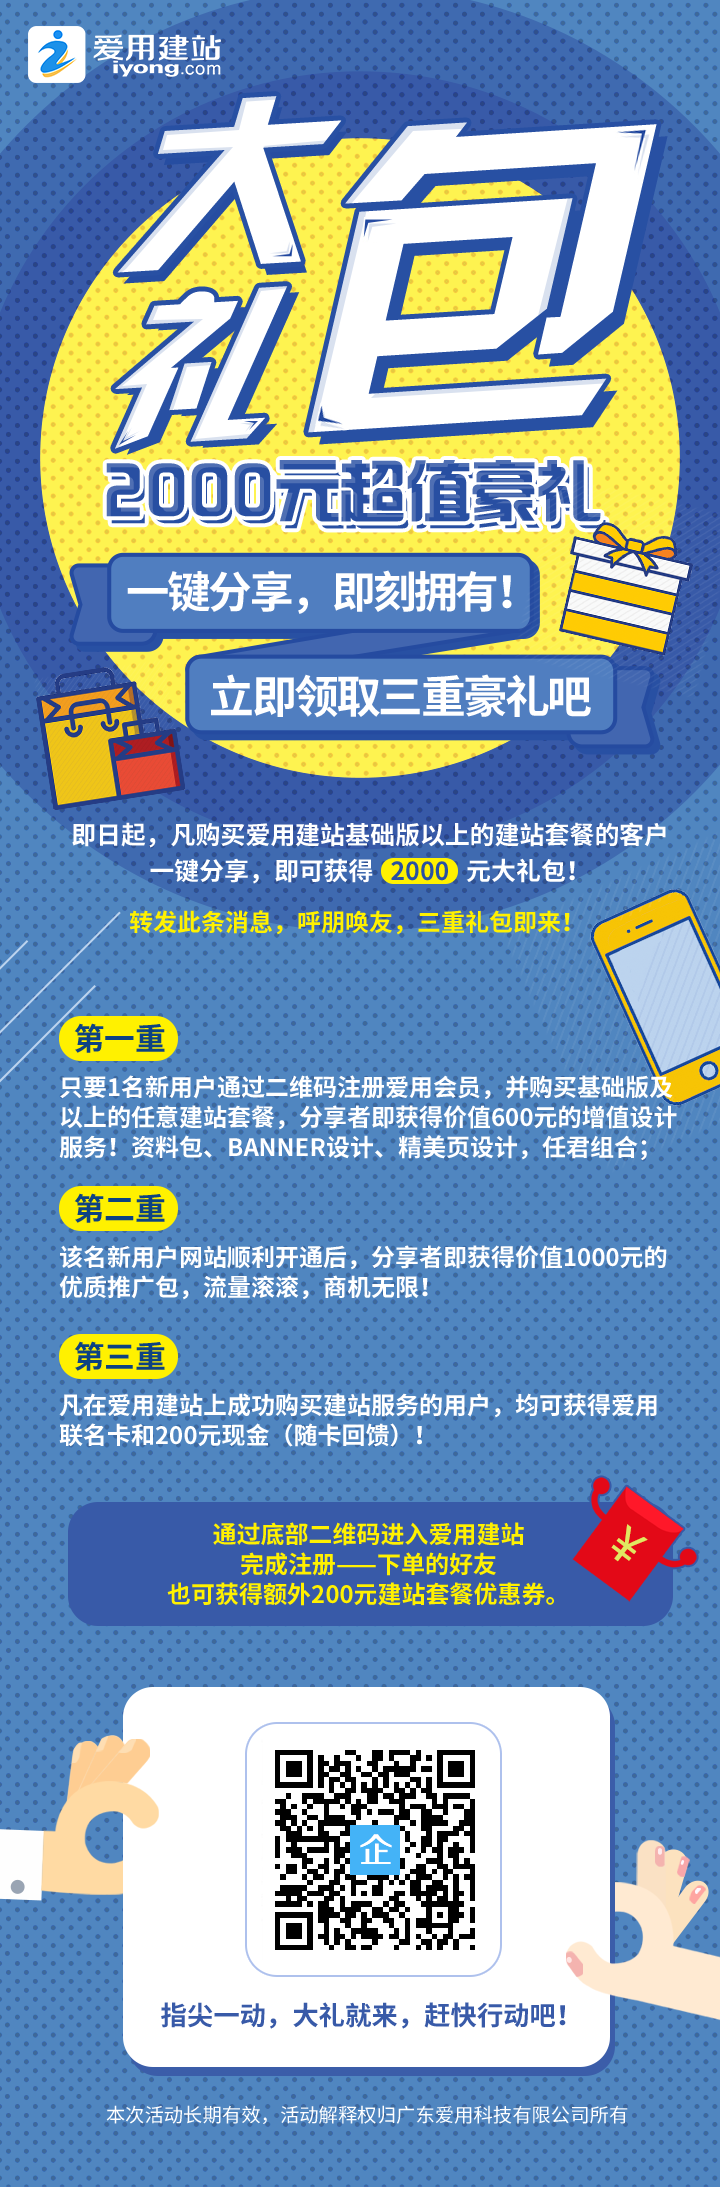 爱用建站
iyong.com
大礼包
2000元超值豪礼
一键分享，即刻拥有！
立即领取三重豪礼吧
即日起，凡购买爱用建站基础版以上的建站套餐的客户
一键分享，即可获得 2000 元大礼包！
转发此条消息，呼朋唤友，三重礼包即来！
第一重
只要1名新用户通过二维码注册爱用会员，并购买基础版及
以上的任意建站套餐，分享者即获得价值600元的增值设计
服务！资料包、BANNER设计、精美页设计，任君组合；
第二重
该名新用户网站顺利开通后，分享者即获得价值1000元的
优质推广包，流量滚滚，商机无限！
第三重
凡在爱用建站上成功购买建站服务的用户，均可获得爱用
联名卡和200元现金（随卡回馈）！
¥
通过底部二维码进入爱用建站
完成注册——下单的好友
也可获得额外200元建站套餐优惠券。
企
指尖一动，大礼就来，赶快行动吧！
本次活动长期有效，活动解释权归广东爱用科技有限公司所有